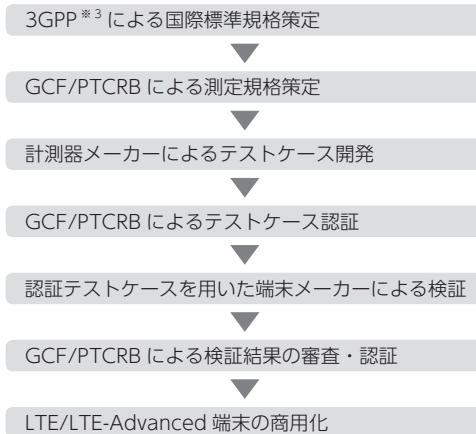 3GPP※3 による国際標準規格策定
GCF/PTCRB による測定規格策定
計測器メーカーによるテストケース開発
GCF/PTCRB によるテストケース認証
認証テストケースを用いた端末メーカーによる検証
GCF/PTCRB による検証結果の審査・認証
LTE/LTE-Advanced 端末の商用化